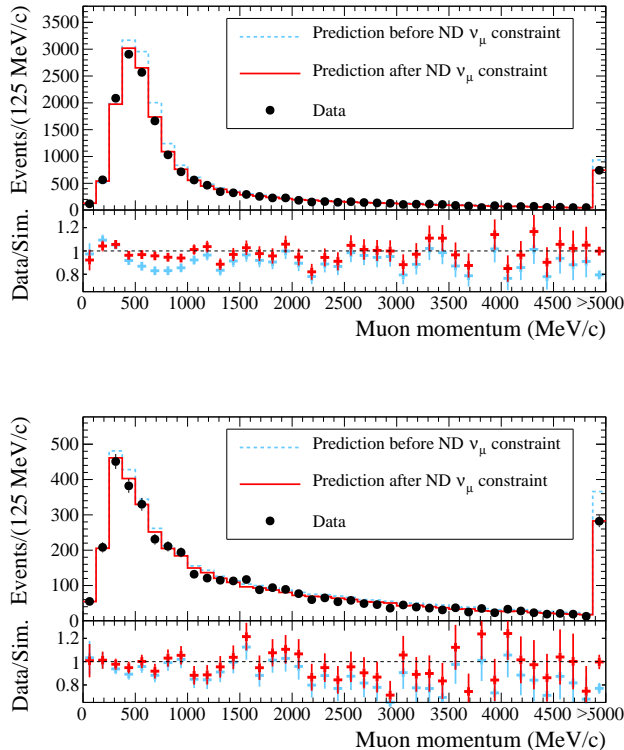 Events/(125 MeV/c)
3500
3000
2500
2000
1500
1000
500
0
Prediction before ND νμ constraint
Prediction after ND νμ constraint
Data
Data/Sim.
1.2
1
0.8
0 500 1000 1500 2000 2500 3000 3500 4000 4500 >5000
Muon momentum (MeV/c)
Events/(125 MeV/c)
500
400
300
200
100
0
Prediction before ND νμ constraint
Prediction after ND νμ constraint
Data
Data/Sim.
1.2
1
0.8
0 500 1000 1500 2000 2500 3000 3500 4000 4500 >5000
Muon momentum (MeV/c)